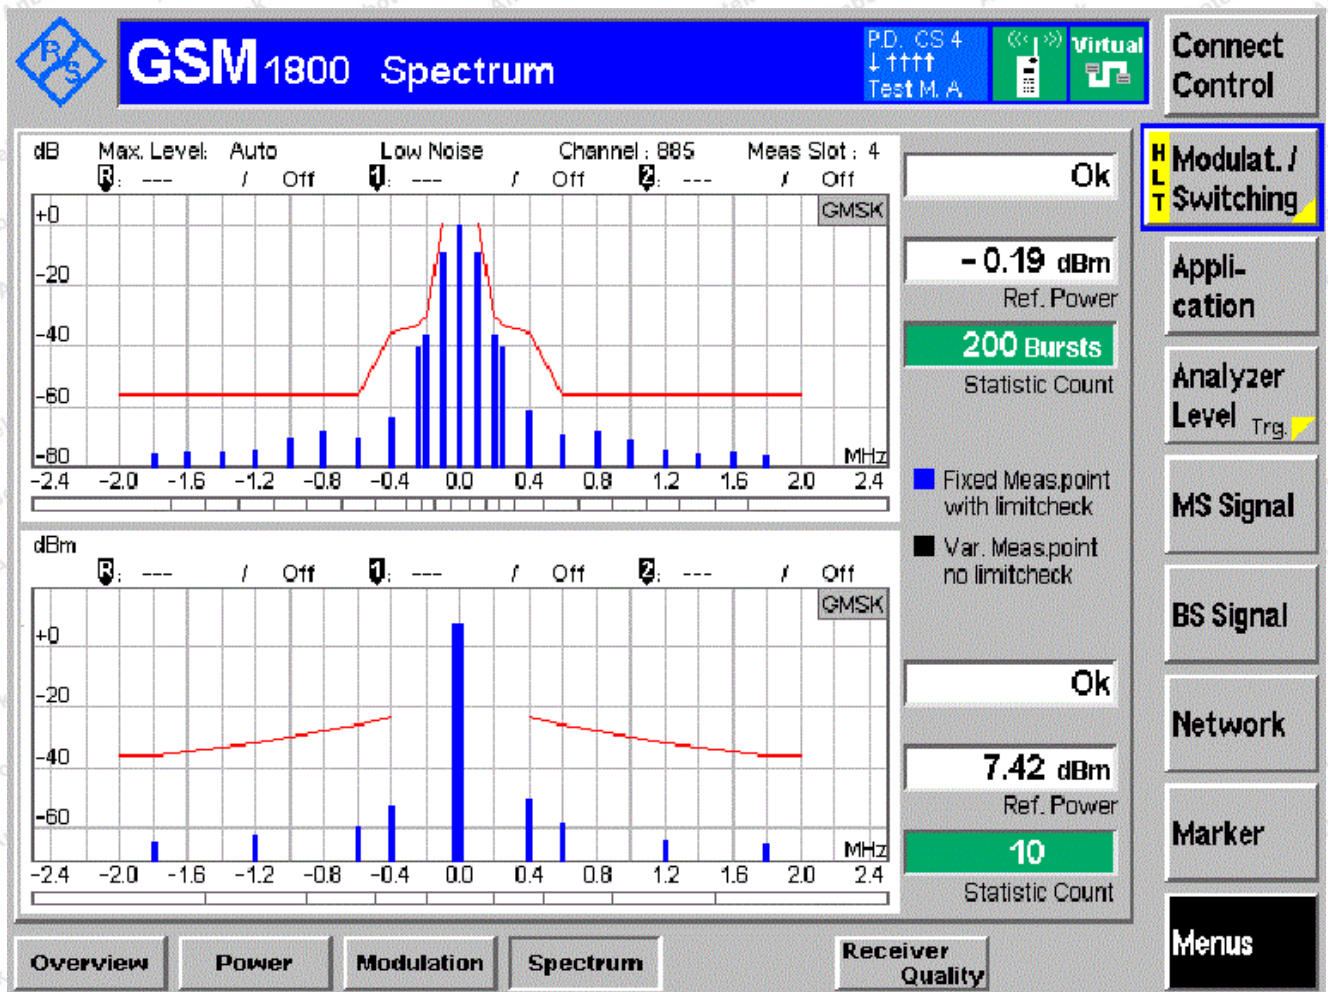 GSM 1800 Spectrum
P.D. CS 4
Test M. A
Virtual
Connect
Control
dB Max. Level: Auto Low Noise Channel : 885 Meas Slot : 4
R: --- / Off 1: --- / Off 2: --- / Off
GMSK
+0
-20
-40
-60
-80
MHz
-2.4 -2.0 -1.6 -1.2 -0.8 -0.4 0.0 0.4 0.8 1.2 1.6 2.0 2.4
Ok
- 0.19 dBm
Ref. Power
200 Bursts
Statistic Count
Fixed Meas.point
with limitcheck
Var. Meas.point
no limitcheck
dBm
R: --- / Off 1: --- / Off 2: --- / Off
GMSK
+0
-20
-40
-60
MHz
-2.4 -2.0 -1.6 -1.2 -0.8 -0.4 0.0 0.4 0.8 1.2 1.6 2.0 2.4
Ok
7.42 dBm
Ref. Power
10
Statistic Count
HLT
Modulat. /
Switching
Appli-
cation
Analyzer
Level Trg.
MS Signal
BS Signal
Network
Marker
Menus
Overview Power Modulation Spectrum Receiver
Quality